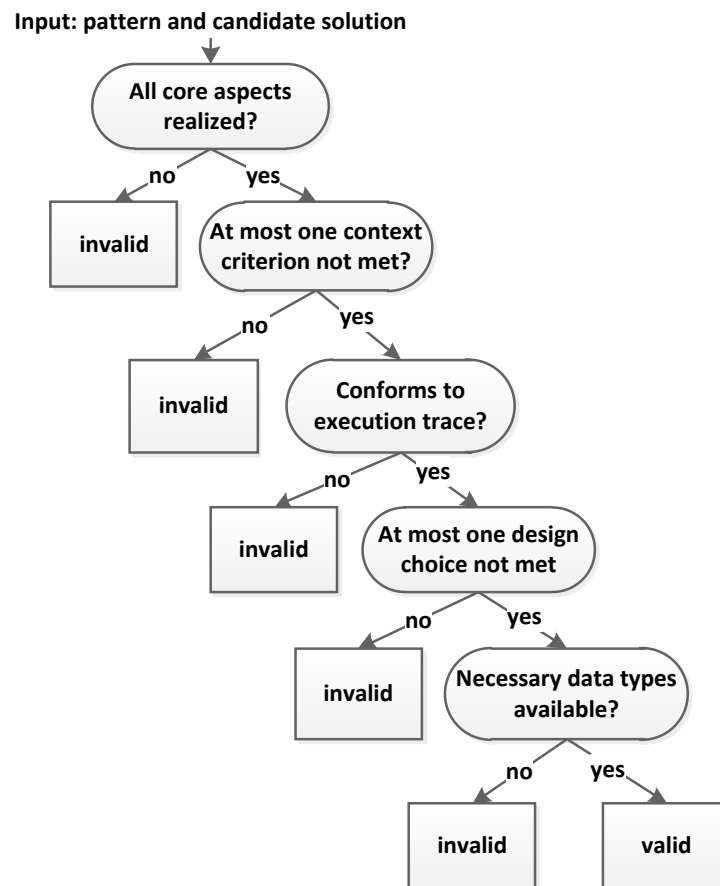 Input: pattern and candidate solution
All core aspects
realized?
no
yes
invalid
At most one context
criterion not met?
no
yes
invalid
Conforms to
execution trace?
no
yes
invalid
At most one design
choice not met
no
yes
invalid
Necessary data types
available?
no
yes
invalid
valid